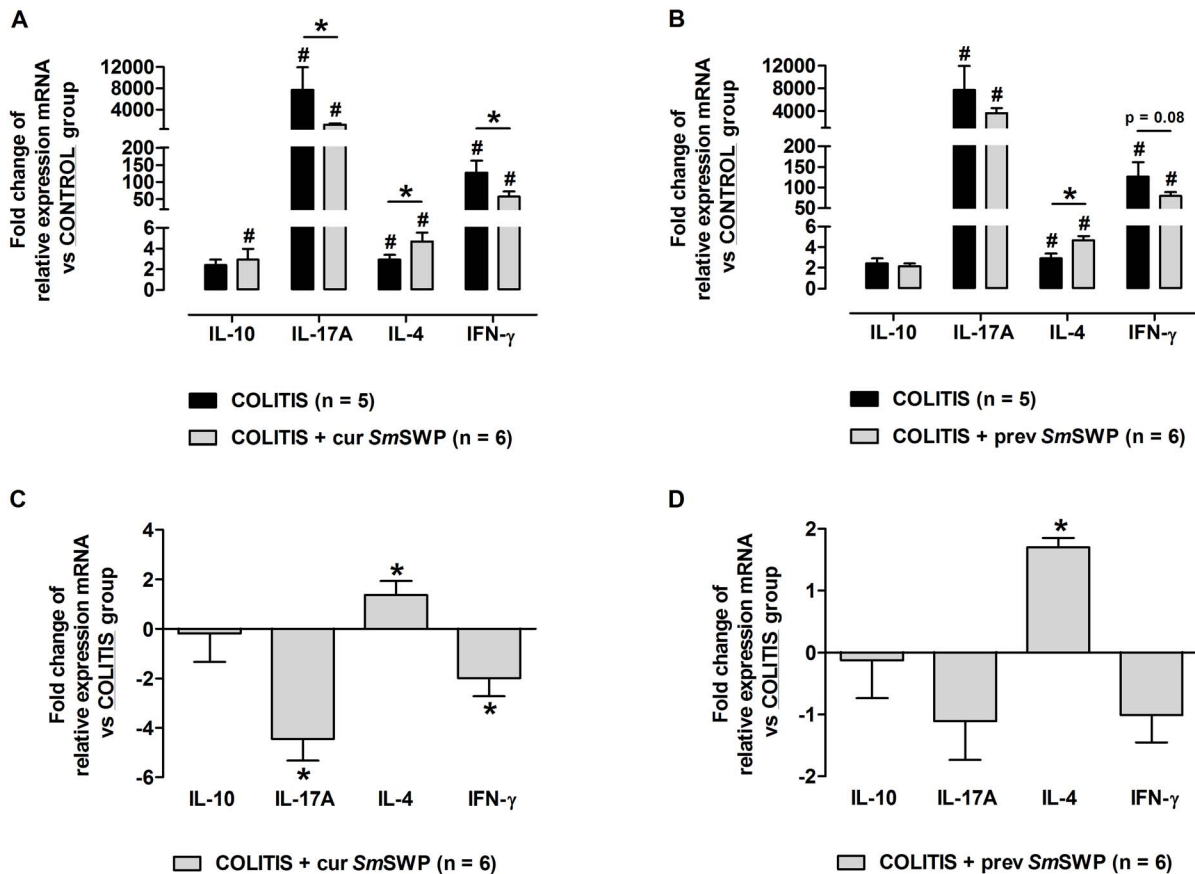 A
Fold change of
relative expression mRNA
vs CONTROL group
12000
8000
4000
200
150
100
50
6
4
2
0
#
*
#
#
*
#
#
*
#
#
IL-10
IL-17A
IL-4
IFN-γ
COLITIS (n = 5)
COLITIS + cur SmSWP (n = 6)
B
Fold change of
relative expression mRNA
vs CONTROL group
12000
8000
4000
200
150
100
50
6
4
2
0
#
#
*
#
#
p = 0.08
#
#
IL-10
IL-17A
IL-4
IFN-γ
COLITIS (n = 5)
COLITIS + prev SmSWP (n = 6)
C
Fold change of
relative expression mRNA
vs COLITIS group
4
2
0
-2
-4
-6
*
*
*
IL-10
IL-17A
IL-4
IFN-γ
COLITIS + cur SmSWP (n = 6)
D
Fold change of
relative expression mRNA
vs COLITIS group
2
1
0
-1
-2
*
IL-10
IL-17A
IL-4
IFN-γ
COLITIS + prev SmSWP (n = 6)